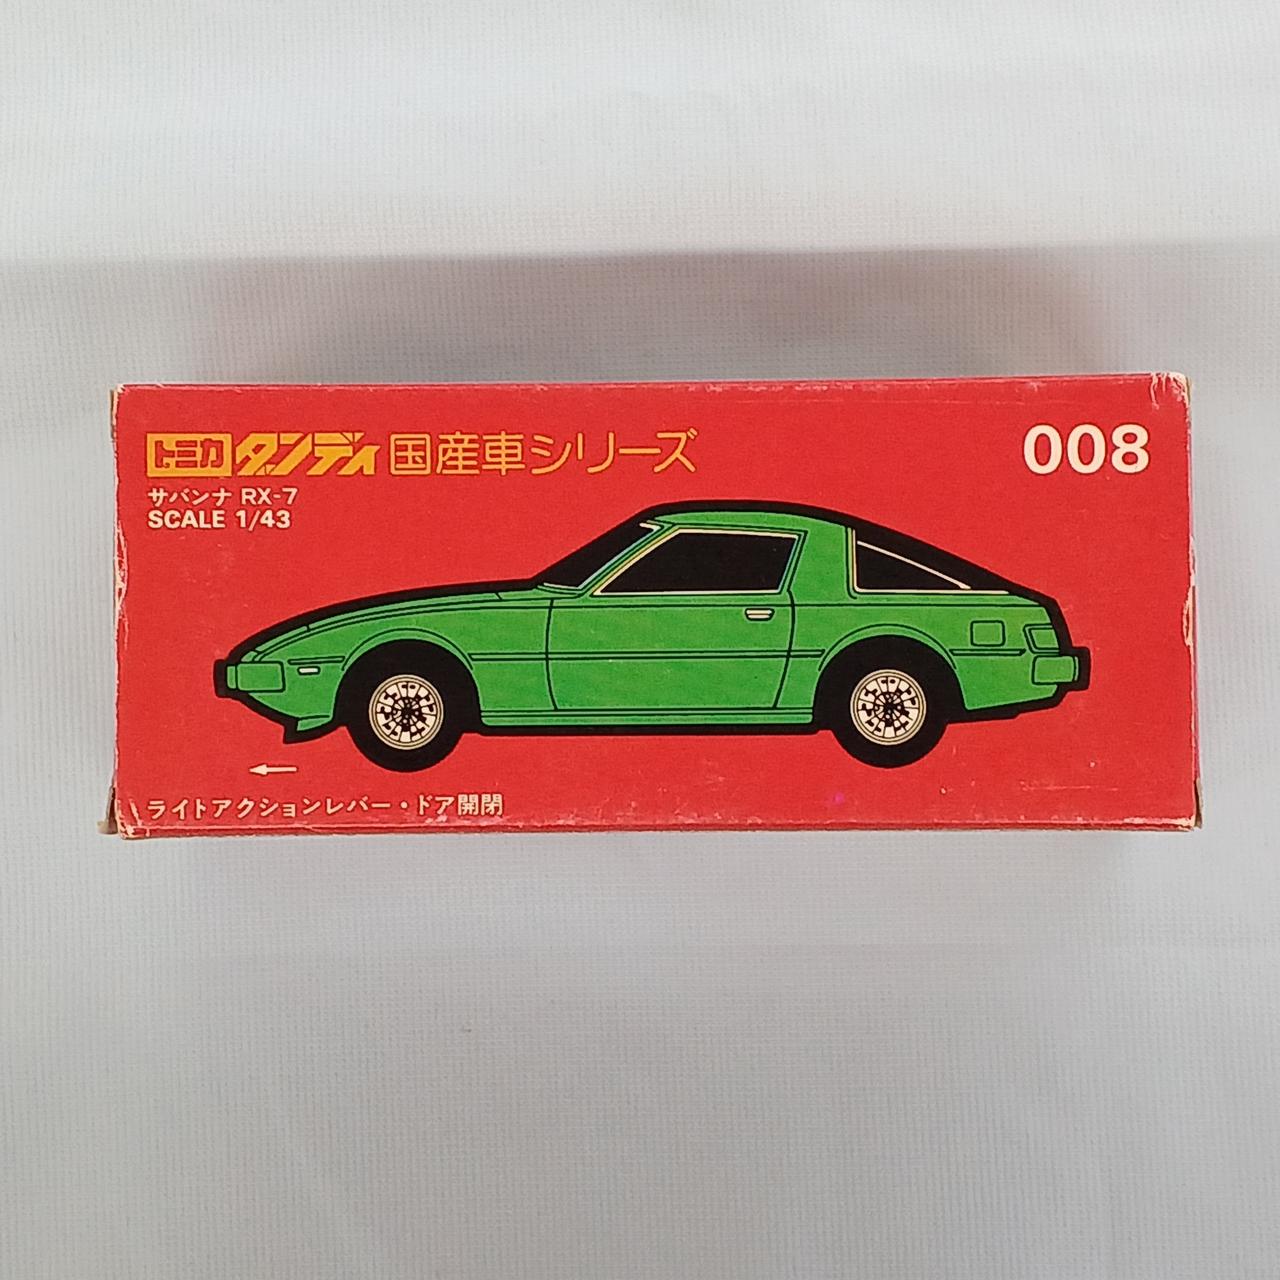 トミカダンディ国産車シリーズ 008
サバンナ RX-7
SCALE 1/43
ライトアクションレバー・ドア開閉